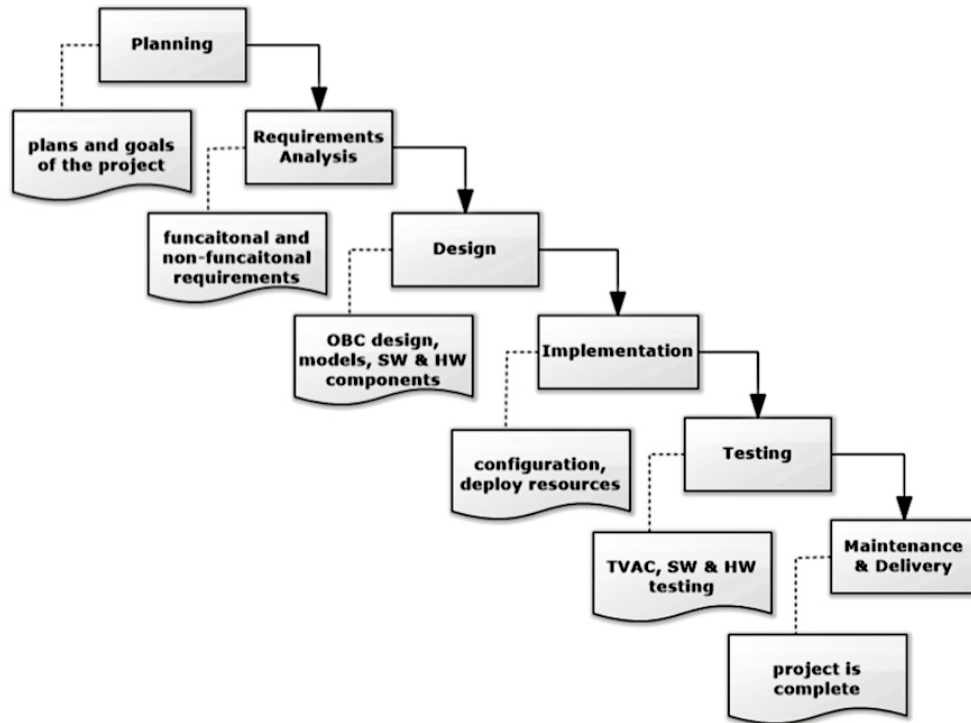 Planning
plans and goals
of the project
Requirements
Analysis
funcaitonal and
non-funcaitonal
requirements
Design
OBC design,
models, SW & HW
components
Implementation
configuration,
deploy resources
Testing
TVAC, SW & HW
testing
Maintenance
& Delivery
project is
complete